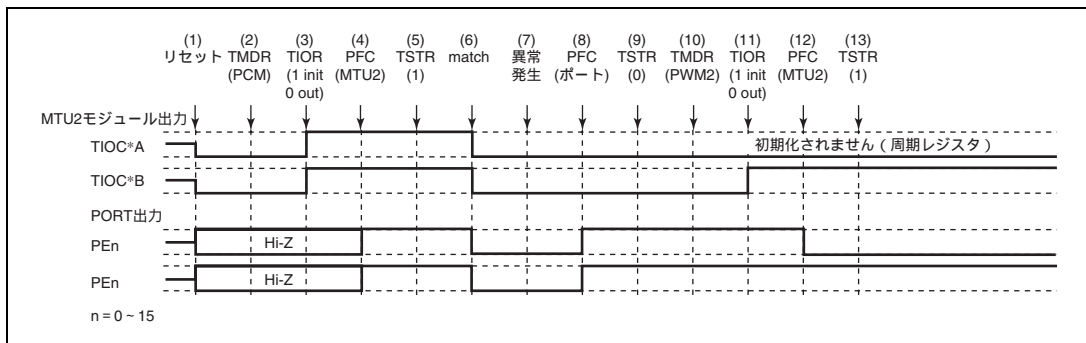 (1) (2) (3) (4) (5) (6) (7) (8) (9) (10) (11) (12) (13)
リセット TMDR TIOR PFC TSTR match 異常 PFC TSTR TMDR TIOR PFC TSTR
(PCM) (1 init (MTU2) (1) 発生 (ポート) (0) (PWM2) (1 init (MTU2) (1)
0 out) 0 out)
MTU2モジュール出力
TIOC*A 初期化されません（周期レジスタ）
TIOC*B
PORT出力
PEn Hi-Z
PEn Hi-Z
n = 0 ~ 15